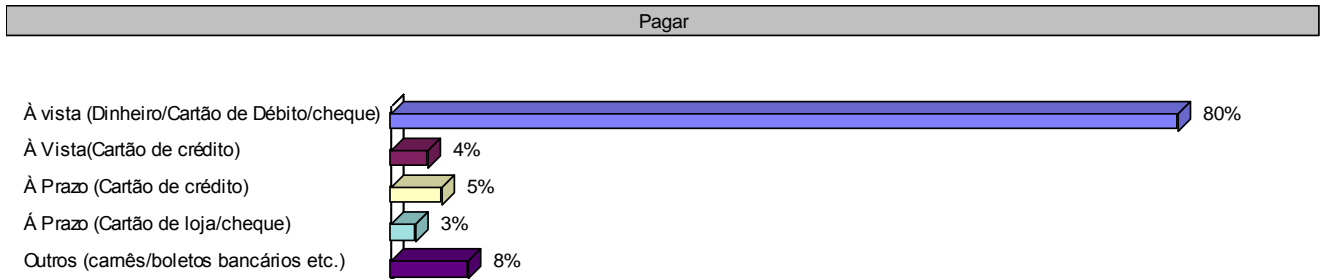 Pagar
À vista (Dinheiro/Cartão de Débito/cheque) 80%
À Vista(Cartão de crédito) 4%
À Prazo (Cartão de crédito) 5%
Á Prazo (Cartão de loja/cheque) 3%
Outros (carnês/boletos bancários etc.) 8%